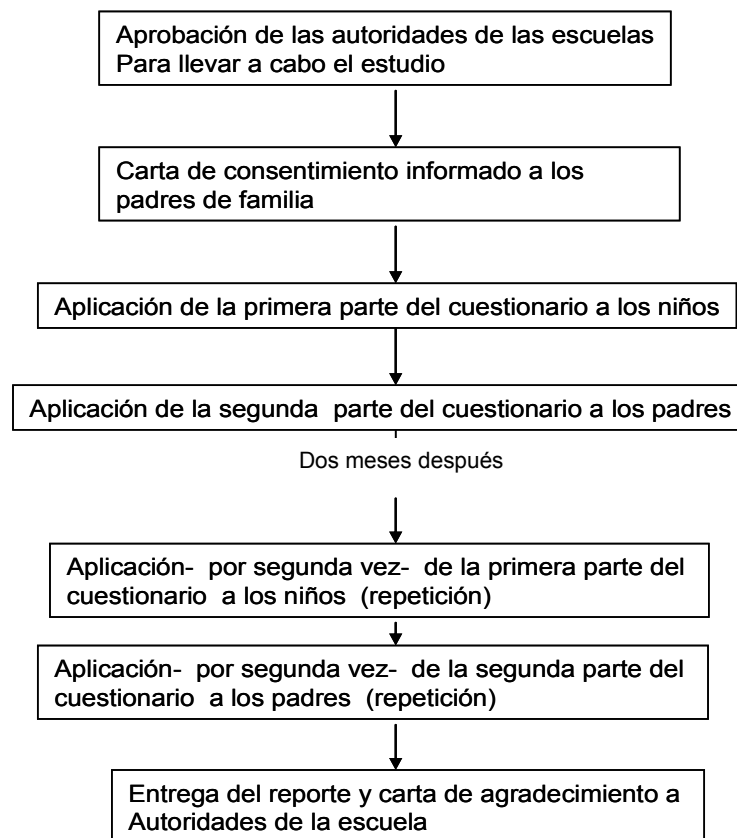 Aprobación de las autoridades de las escuelas
Para llevar a cabo el estudio
Carta de consentimiento informado a los
padres de familia
Aplicación de la primera parte del cuestionario a los niños
Aplicación de la segunda  parte del cuestionario a los padres
Dos meses después
Aplicación-  por segunda vez-  de la primera parte del
cuestionario  a los niños  (repetición)
Aplicación-  por segunda vez-  de la segunda parte del
cuestionario  a los padres  (repetición)
Entrega del reporte y carta de agradecimiento a
Autoridades de la escuela